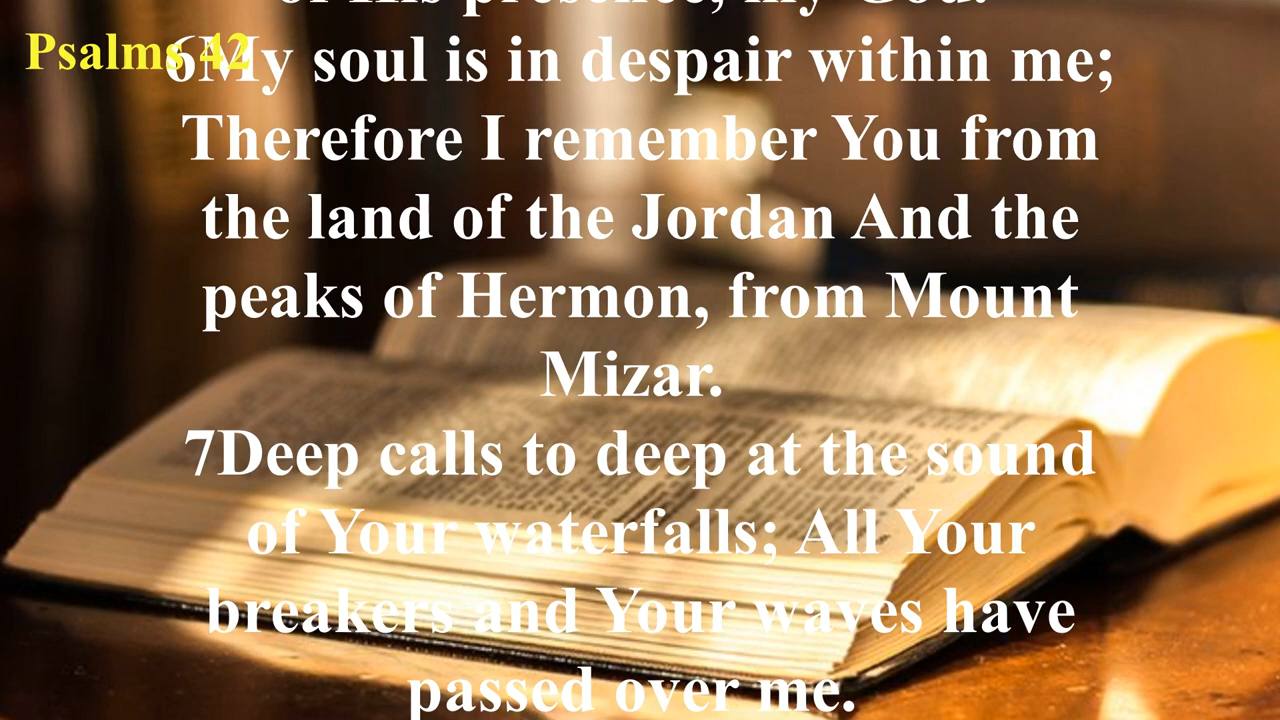 of His presence, my God.
Psalms 42
6My soul is in despair within me;
Therefore I remember You from
the land of the Jordan And the
peaks of Hermon, from Mount
Mizar.
7Deep calls to deep at the sound
of Your waterfalls; All Your
breakers and Your waves have
passed over me.